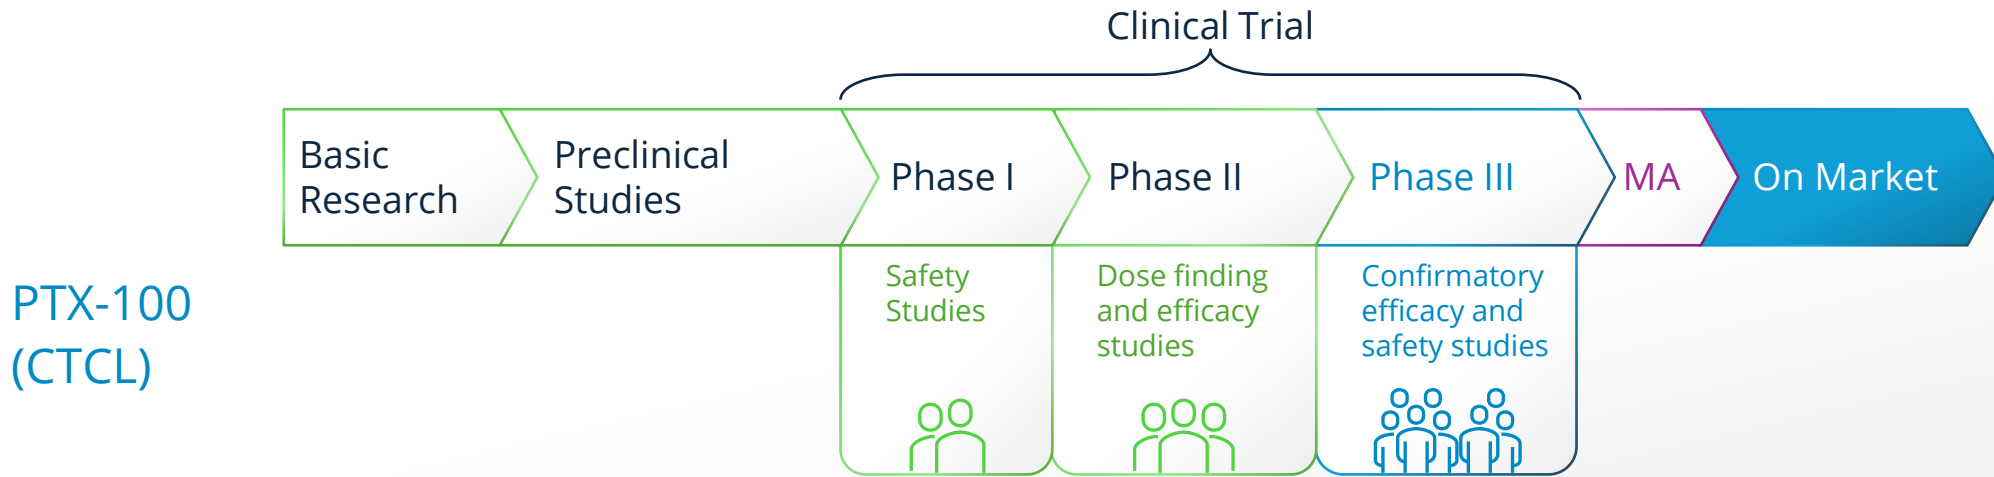 Clinical Trial
Basic
Research
Preclinical
Studies
Phase I
Phase II
Phase III
MA
On Market
PTX-100
(CTCL)
Safety
Studies
Dose finding
and efficacy
studies
Confirmatory
efficacy and
safety studies